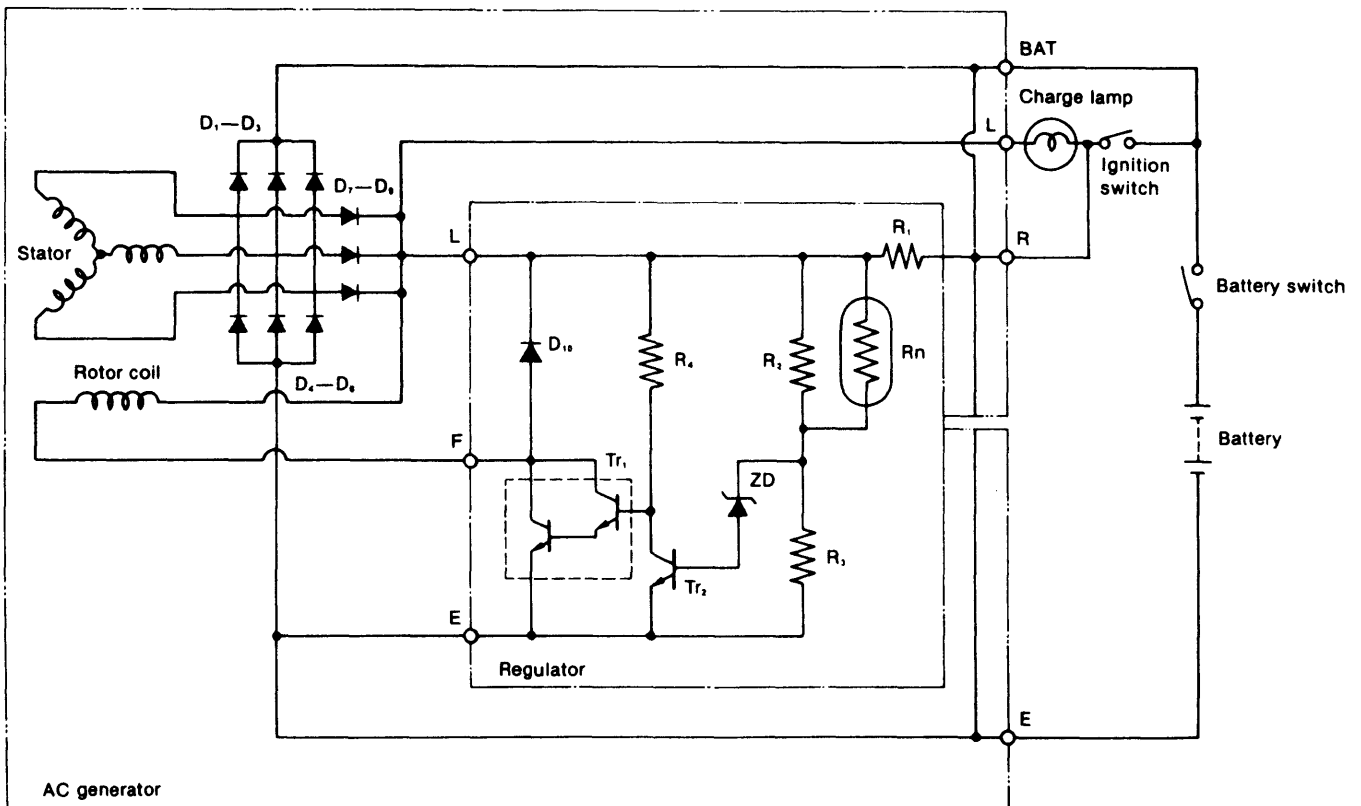 BAT
Charge lamp
D₁—D₃
L
Ignition
switch
D₇—D₉
R₁
L
R
Stator
Battery switch
D₁₀
R₄
R₂
Rn
Rotor coil
D₄—D₆
F
Tr₁
ZD
Battery
R₃
Tr₂
E
Regulator
E
AC generator